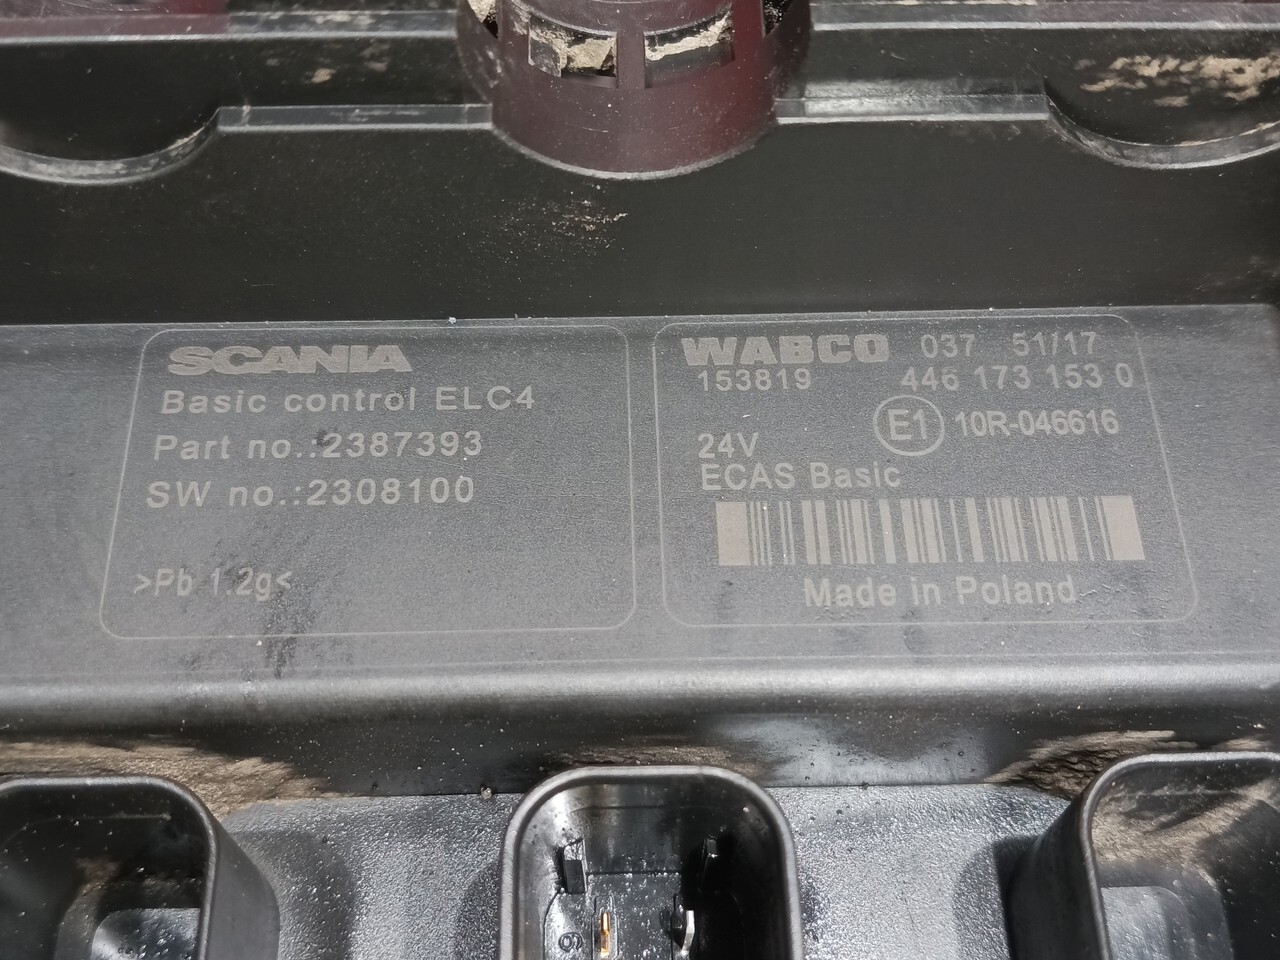 SCANIA
Basic control ELC4
Part no.:2387393
SW no.:2308100
>Pb 1.2g<
WABCO 037 51/17
153819 446 173 153 0
E1 10R-046616
24V
ECAS Basic
Made in Poland
6